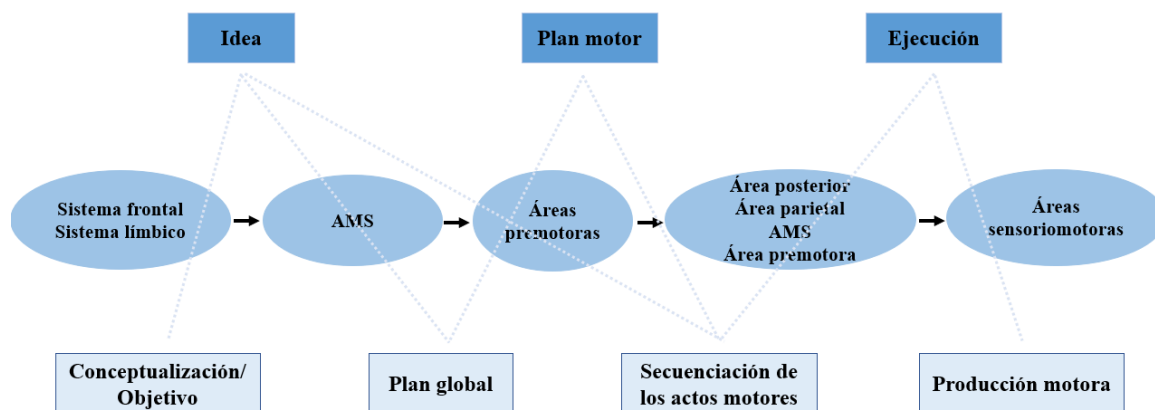 Idea
Plan motor
Ejecución
Sistema frontal
Sistema límbico
AMS
Áreas
premotoras
Área posterior
Área parietal
AMS
Área premotora
Áreas
sensoriomotoras
Conceptualización/
Objetivo
Plan global
Secuenciación de
los actos motores
Producción motora